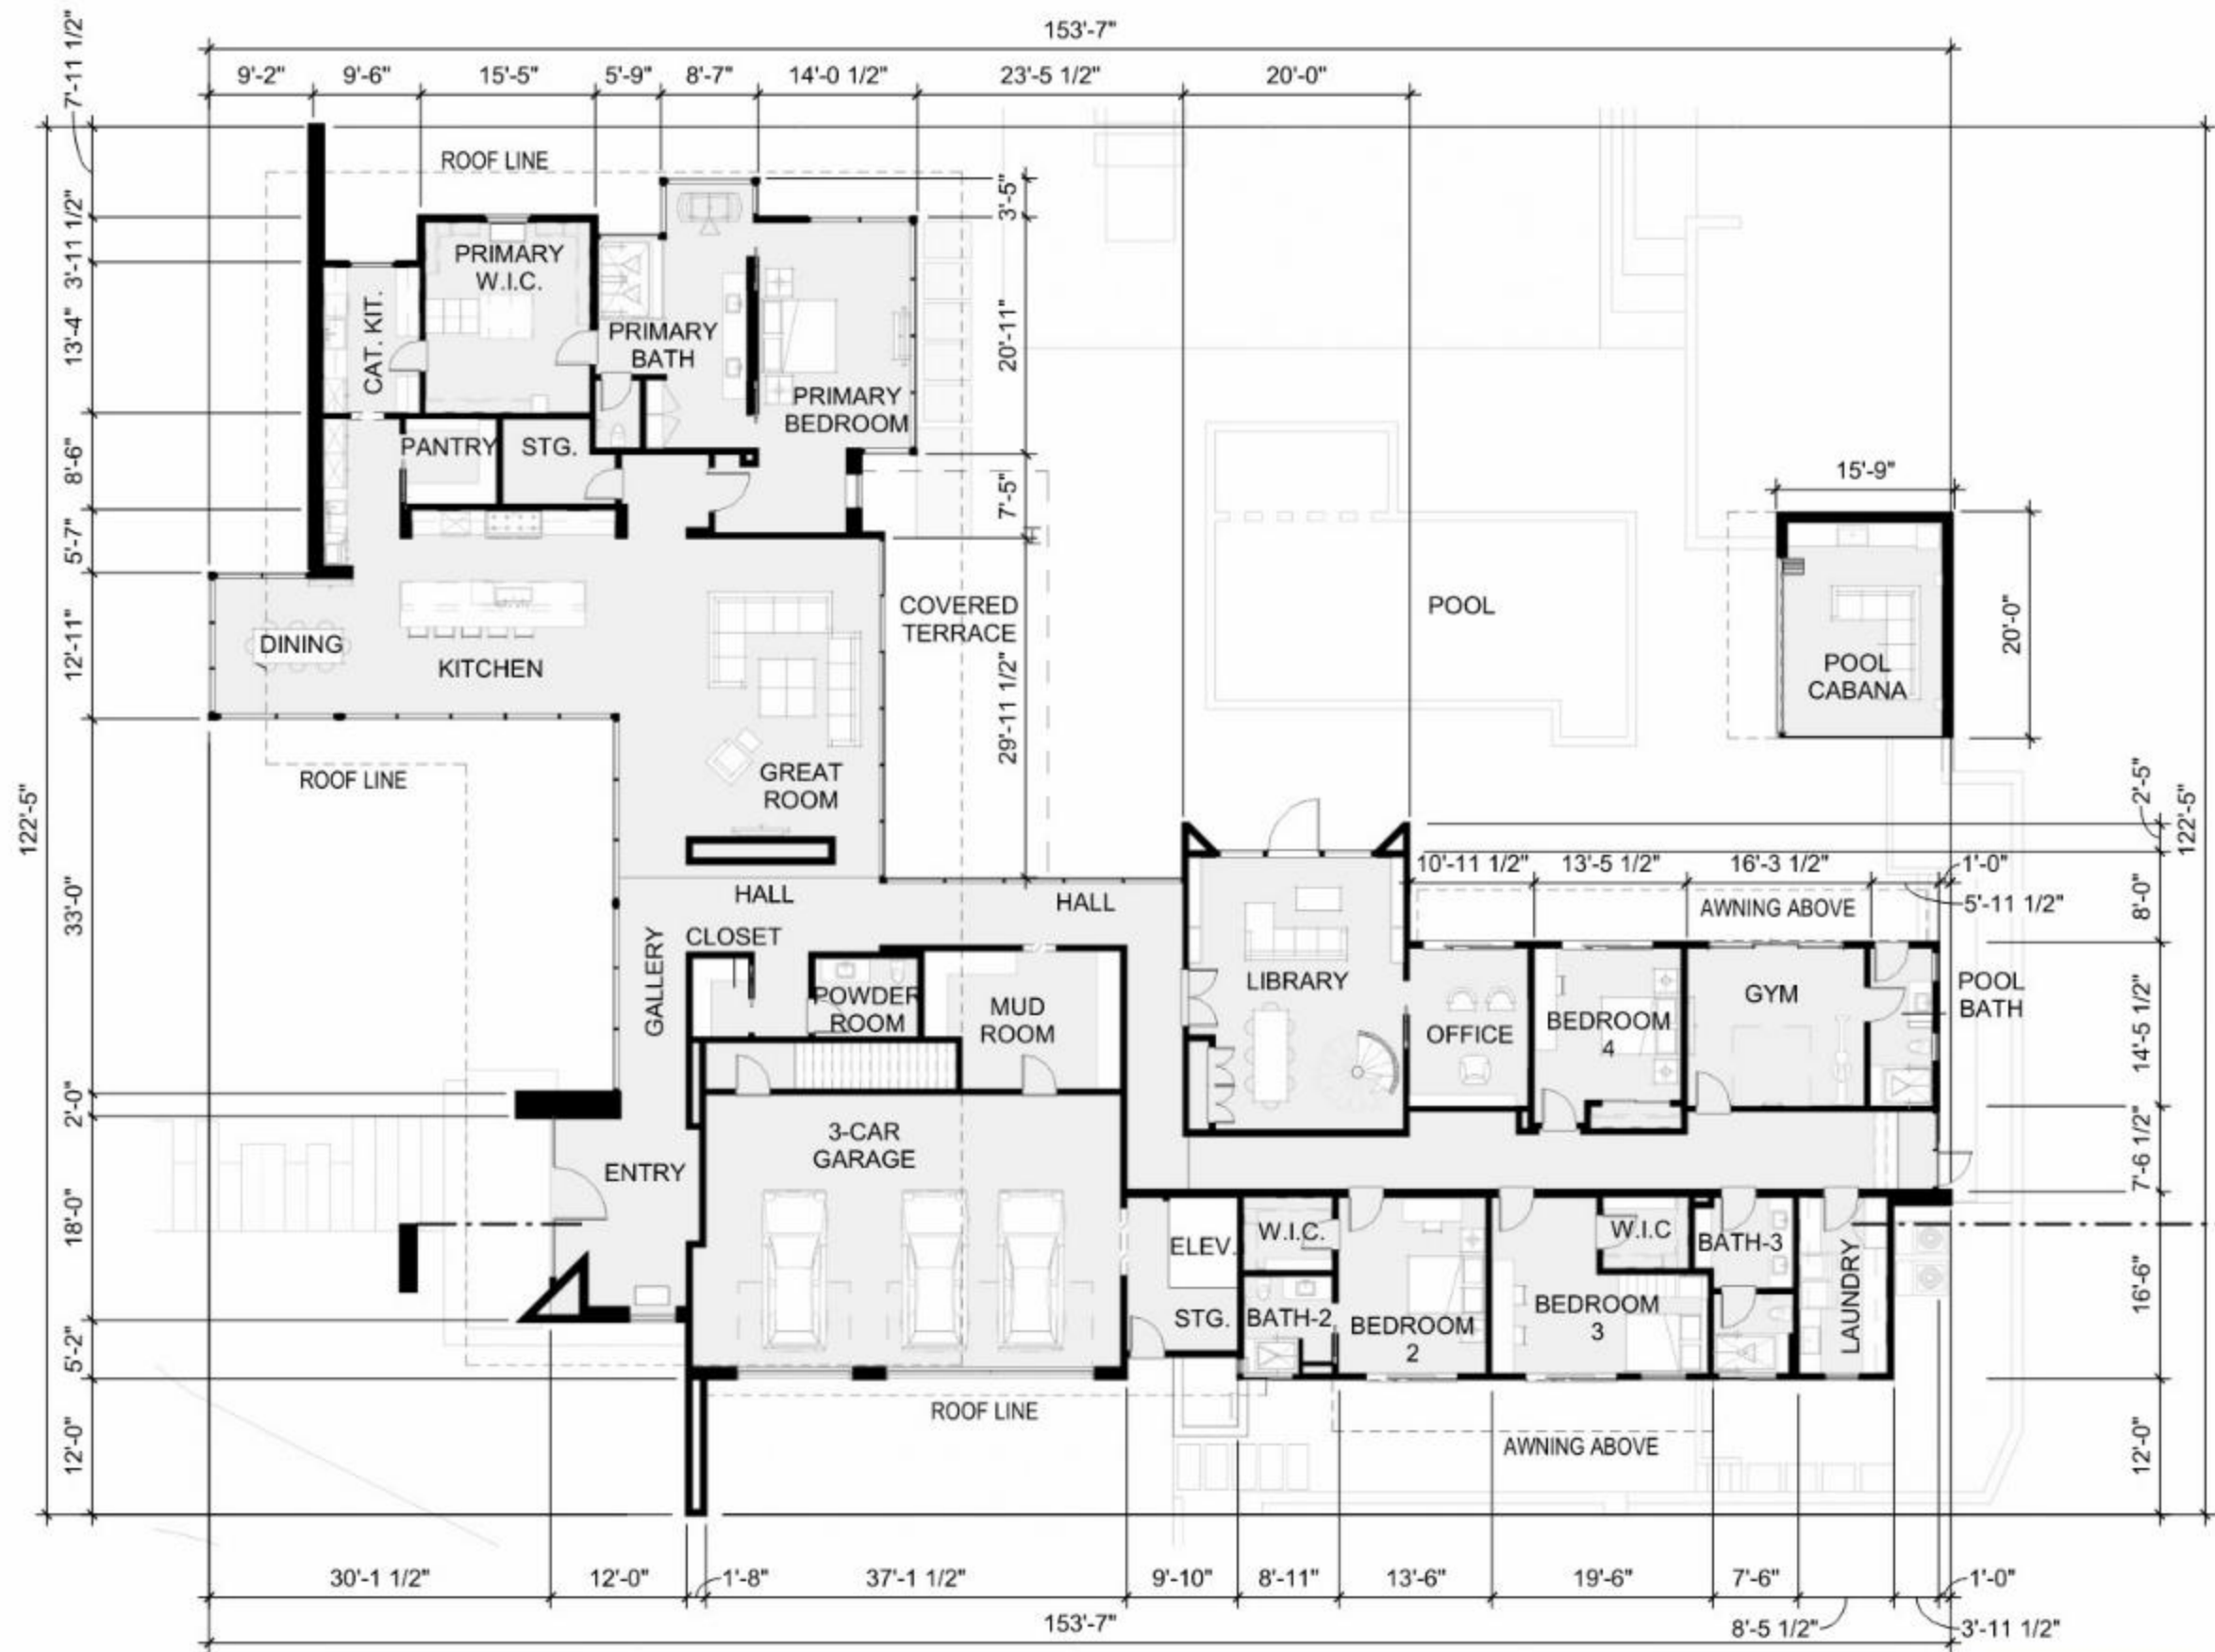 153'-7"
9'-2" 9'-6" 15'-5" 5'-9" 8'-7" 14'-0 1/2" 23'-5 1/2" 20'-0"
7'-11 1/2"
3'-11 1/2"
13'-4"
8'-6"
5'-7"
12'-11"
33'-0"
2'-0"
18'-0"
5'-2"
12'-0"
122'-5"
ROOF LINE
PRIMARY
W.I.C.
CAT. KIT.
PRIMARY
BATH
PRIMARY
BEDROOM
PANTRY
STG.
3'-5"
20'-11"
7'-5"
29'-11 1/2"
DINING
KITCHEN
COVERED
TERRACE
GREAT
ROOM
ROOF LINE
POOL
15'-9"
20'-0"
POOL
CABANA
HALL
HALL
GALLERY
CLOSET
POWDER
ROOM
MUD
ROOM
LIBRARY
10'-11 1/2" 13'-5 1/2" 16'-3 1/2" 1'-0"
5'-11 1/2"
AWNING ABOVE
OFFICE
BEDROOM
4
GYM
POOL
BATH
2'-5"
8'-0"
14'-5 1/2"
7'-6 1/2"
16'-6"
12'-0"
122'-5"
ENTRY
3-CAR
GARAGE
ELEV.
STG.
W.I.C.
BATH-2
BEDROOM
2
W.I.C
BEDROOM
3
BATH-3
LAUNDRY
ROOF LINE
AWNING ABOVE
30'-1 1/2" 12'-0" 1'-8" 37'-1 1/2" 9'-10" 8'-11" 13'-6" 19'-6" 7'-6" 1'-0"
153'-7"
8'-5 1/2" 3'-11 1/2"